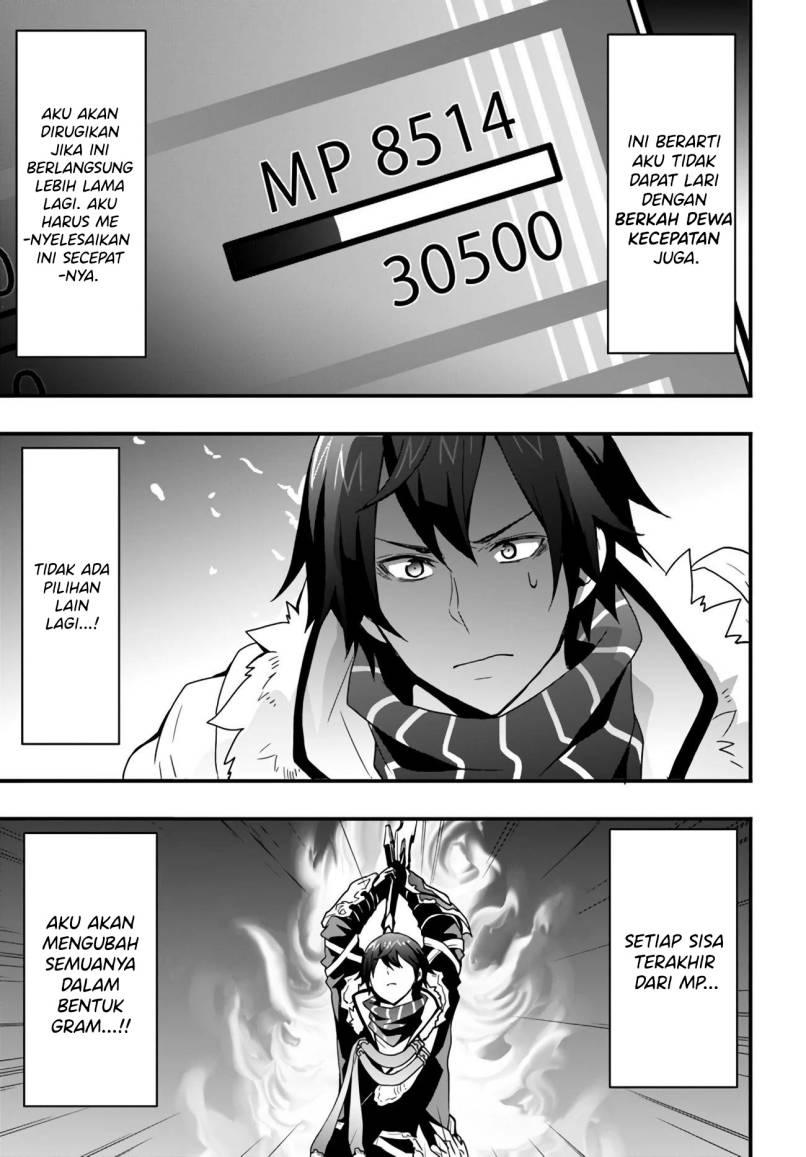 INI BERARTI
AKU TIDAK
DAPAT LARI
DENGAN
BERKAH DEWA
KECEPATAN
JUGA.
MP 8514
30500
AKU AKAN
DIRUGIKAN
JIKA INI
BERLANGSUNG
LEBIH LAMA
LAGI. AKU
HARUS ME
-NYELESAIKAN
INI SECEPAT
-NYA.
0
0
TIDAK ADA
PILIHAN
LAIN
LAGI...!
SETIAP SISA
TERAKHIR
DARI MP...
AKU AKAN
MENGUBAH
SEMUANYA
DALAM
BENTUK
GRAM...!!